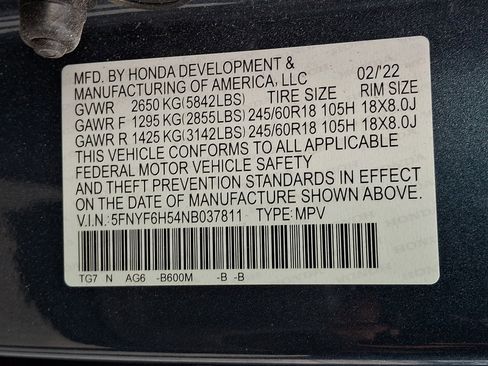 MFD. BY HONDA DEVELOPMENT & 02/'22
MANUFACTURING OF AMERICA, LLC
GVWR 2650 KG(5842LBS) TIRE SIZE RIM SIZE
GAWR F 1295 KG(2855LBS) 245/60R18 105H 18X8.0J
GAWR R 1425 KG(3142LBS) 245/60R18 105H 18X8.0J
THIS VEHICLE CONFORMS TO ALL APPLICABLE
FEDERAL MOTOR VEHICLE SAFETY
AND THEFT PREVENTION STANDARDS IN EFFECT
ON THE DATE OF MANUFACTURE SHOWN ABOVE.
V.I.N.:5FNYF6H54NB037811 TYPE:MPV
TG7 N AG6 -B600M -B -B